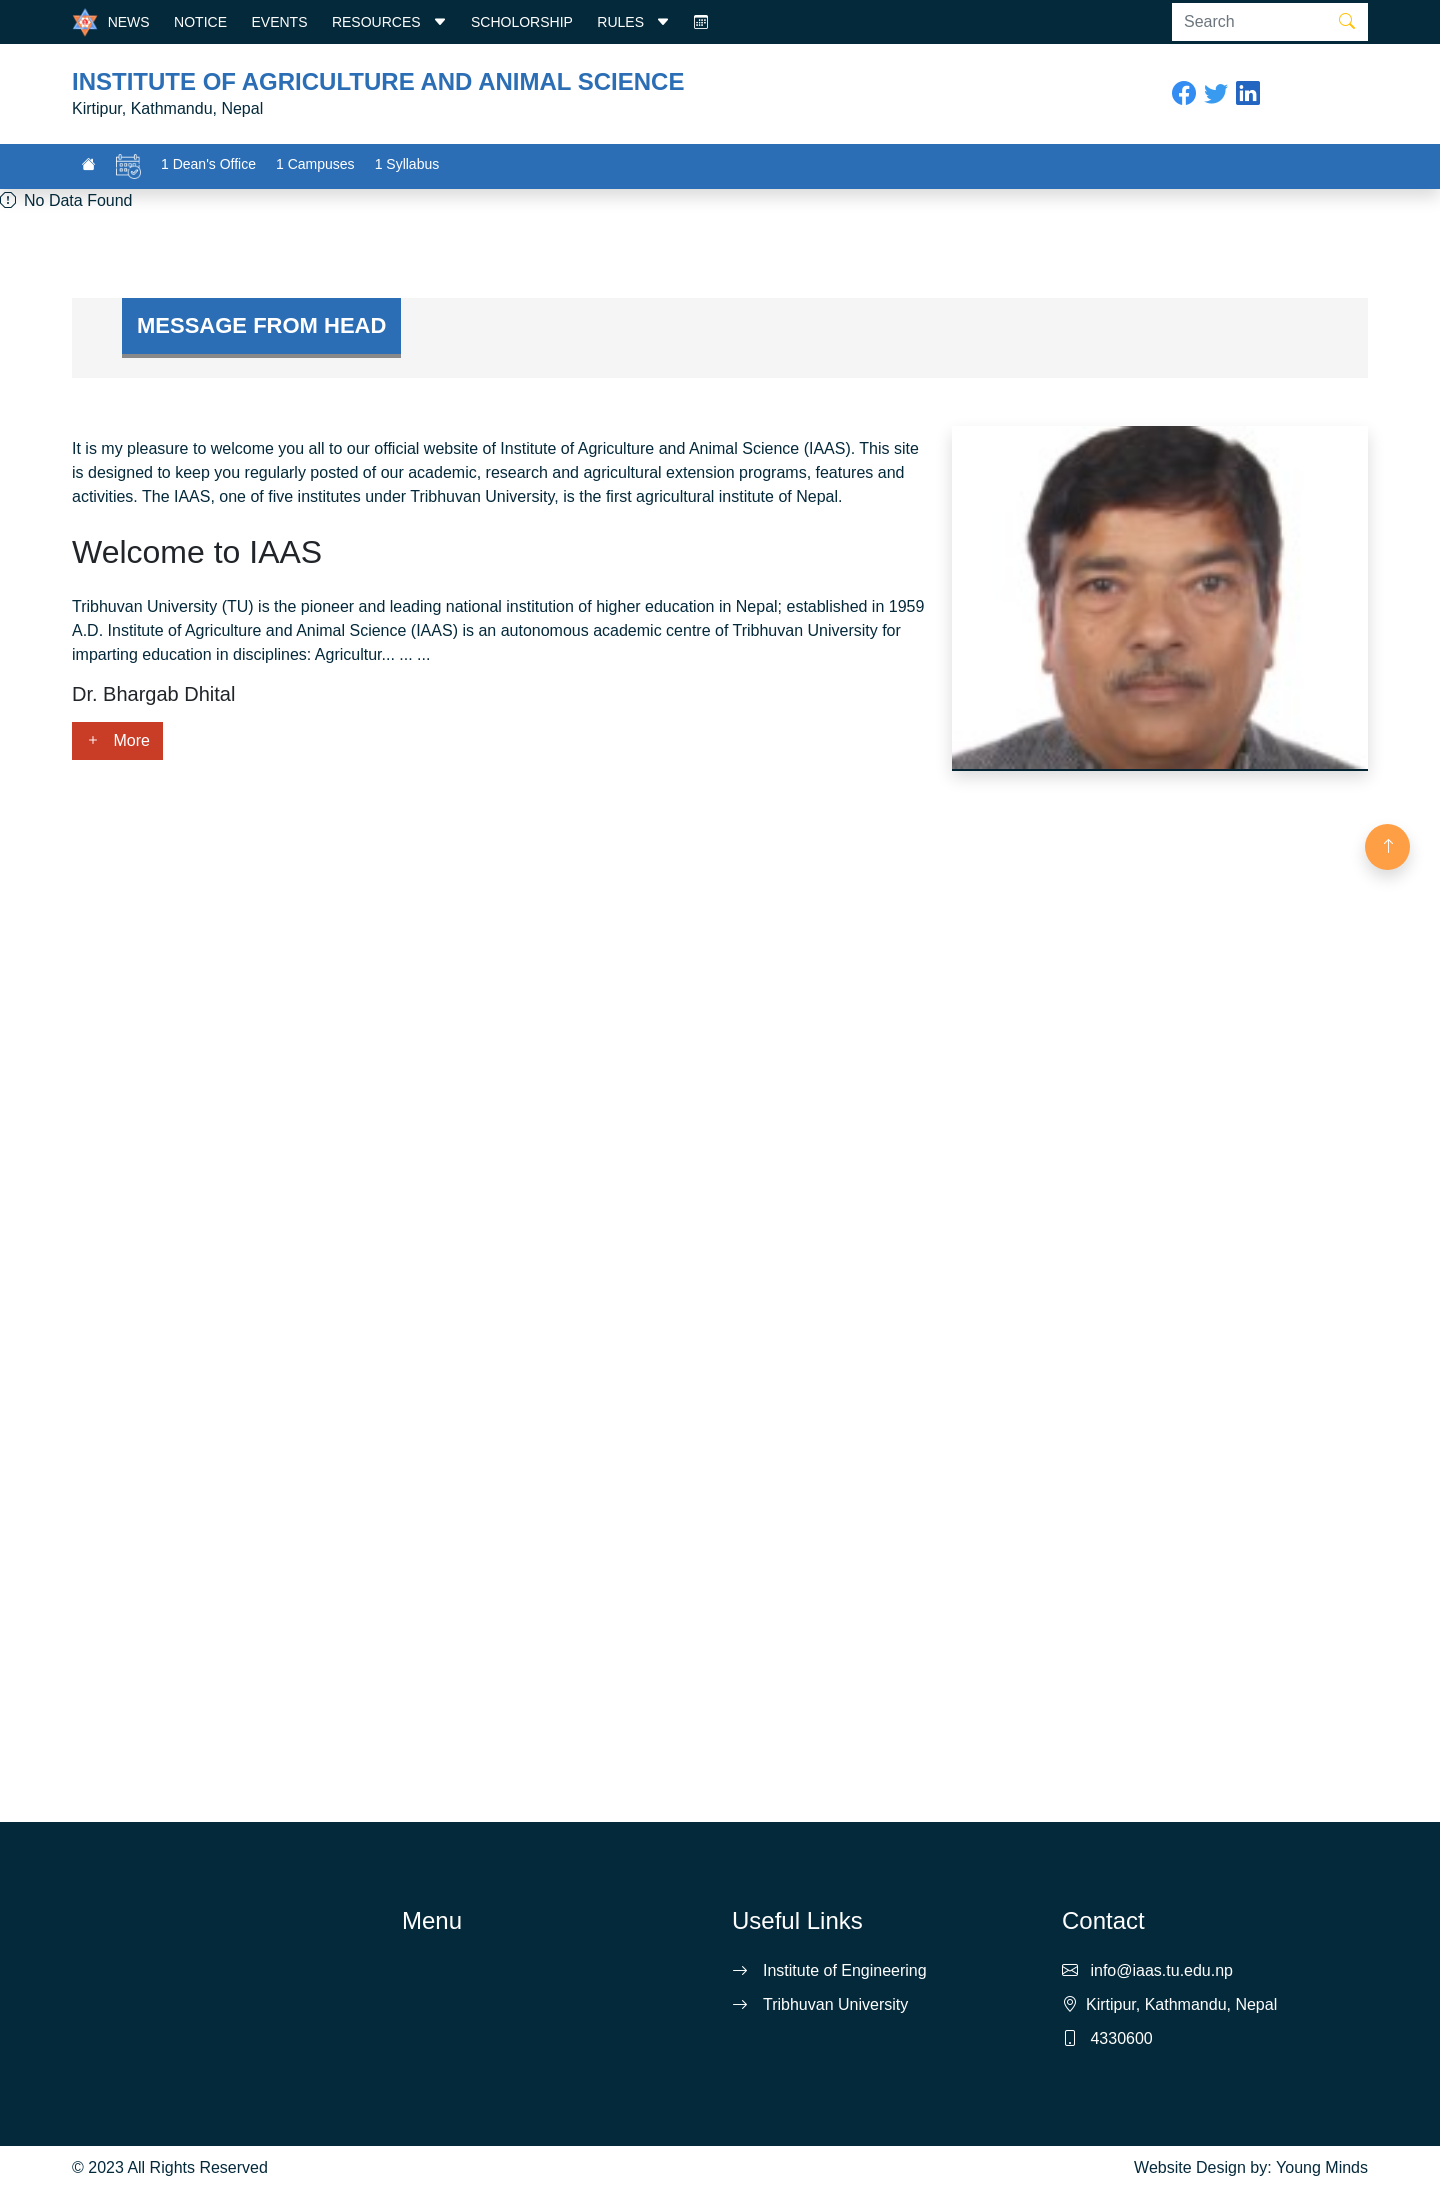 NEWS NOTICE EVENTS RESOURCES SCHOLORSHIP RULES Search
INSTITUTE OF AGRICULTURE AND ANIMAL SCIENCE
Kirtipur, Kathmandu, Nepal
1 Dean's Office 1 Campuses 1 Syllabus
No Data Found
MESSAGE FROM HEAD
It is my pleasure to welcome you all to our official website of Institute of Agriculture and Animal Science (IAAS). This site
is designed to keep you regularly posted of our academic, research and agricultural extension programs, features and
activities. The IAAS, one of five institutes under Tribhuvan University, is the first agricultural institute of Nepal.
Welcome to IAAS
Tribhuvan University (TU) is the pioneer and leading national institution of higher education in Nepal; established in 1959
A.D. Institute of Agriculture and Animal Science (IAAS) is an autonomous academic centre of Tribhuvan University for
imparting education in disciplines: Agricultur... ... ...
Dr. Bhargab Dhital
+ More
Menu
Useful Links
Institute of Engineering
Tribhuvan University
Contact
info@iaas.tu.edu.np
Kirtipur, Kathmandu, Nepal
4330600
© 2023 All Rights Reserved
Website Design by: Young Minds